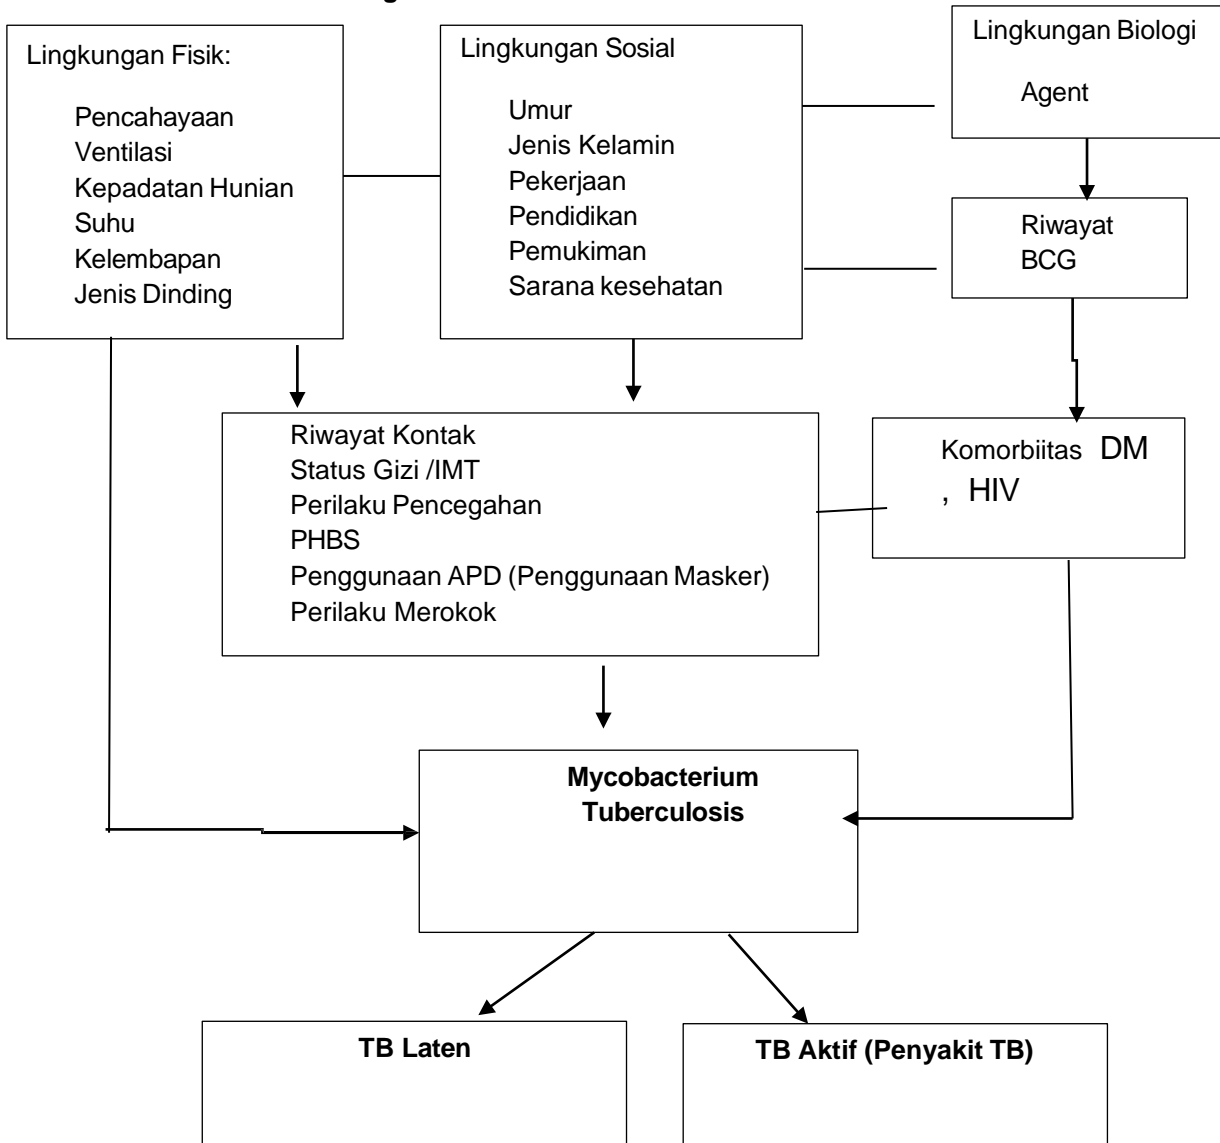 Lingkungan Fisik:
Pencahayaan
Ventilasi
Kepadatan Hunian
Suhu
Kelembapan
Jenis Dinding
Lingkungan Sosial
Umur
Jenis Kelamin
Pekerjaan
Pendidikan
Pemukiman
Sarana kesehatan
Lingkungan Biologi
Agent
Riwayat
BCG
Riwayat Kontak
Status Gizi /IMT
Perilaku Pencegahan
PHBS
Penggunaan APD (Penggunaan Masker)
Perilaku Merokok
Komorbiitas DM
, HIV
Mycobacterium
Tuberculosis
TB Laten
TB Aktif (Penyakit TB)